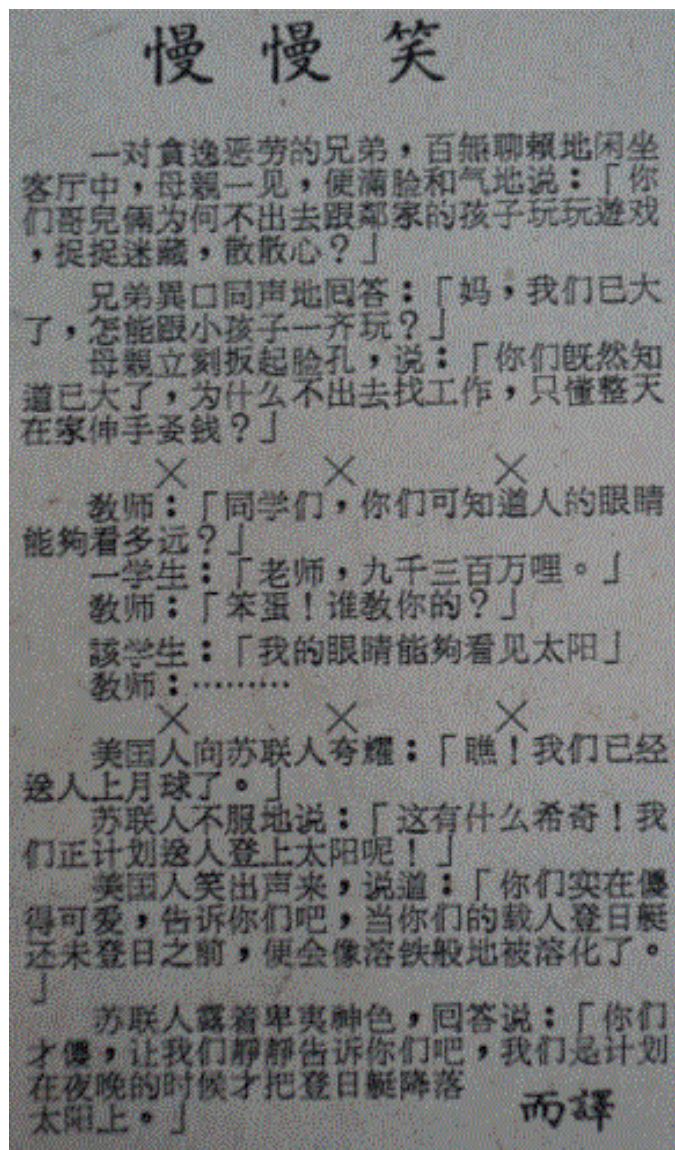 慢慢笑
一对貪逸恶劳的兄弟，百無聊賴地闲坐
客厅中，母親一见，便滿脸和气地说：「你
们哥兒倆为何不出去跟鄰家的孩子玩玩遊戏
，捉捉迷藏，散散心？」
兄弟異口同声地囘答：「妈，我们已大
了，怎能跟小孩子一齐玩？」
母親立刻扳起脸孔，说：「你们旣然知
道已大了，为什么不出去找工作，只懂整天
在家伸手要銭？」
× × ×
教师：「同学们，你们可知道人的眼睛
能夠看多远？」
一学生：「老师，九千三百万哩。」
教师：「笨蛋！谁教你的？」
該学生：「我的眼睛能夠看见太阳」
教师：………
× × ×
美国人向苏联人夸耀：「瞧！我们已经
送人上月球了。」
苏联人不服地说：「这有什么希奇！我
们正计划送人登上太阳呢！」
美国人笑出声来，说道：「你们实在傻
得可爱，告诉你们吧，当你们的载人登日艇
还未登日之前，便会像溶铁般地被溶化了。
」
苏联人露着卑夷神色，囘答说：「你们
才傻，让我们靜靜告诉你们吧，我们是计划
在夜晚的时候才把登日艇降落
太阳上。」
而譯